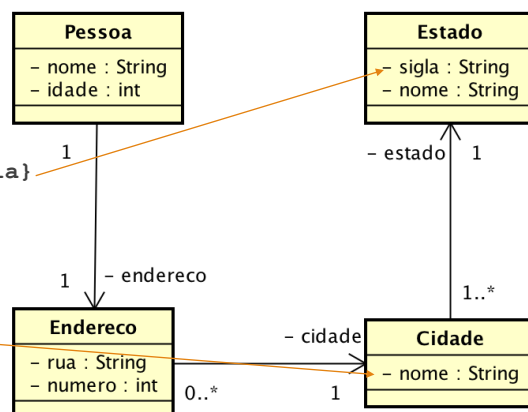 Pessoa
- nome : String
- idade : int
Estado
- sigla : String
- nome : String
1
- estado
1
a}
1
- endereco
1..*
Endereco
- rua : String
- numero : int
- cidade
0..*
1
Cidade
- nome : String